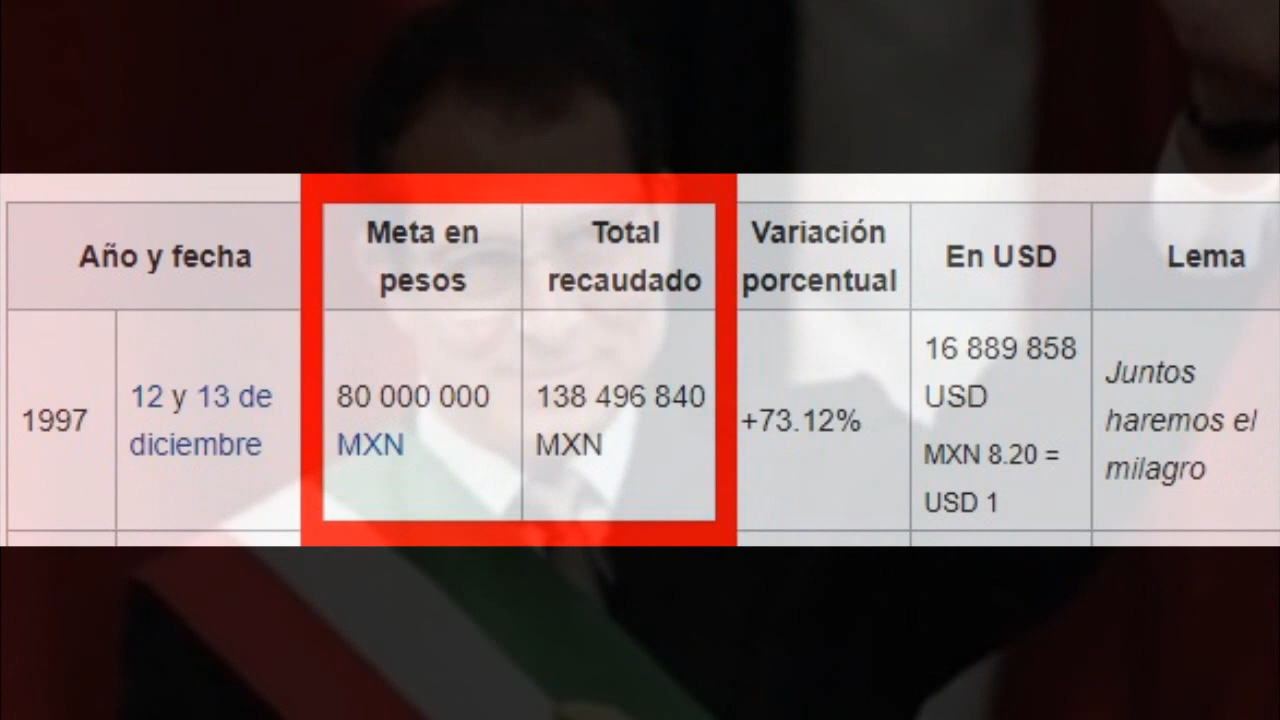 Año y fecha
Meta en
pesos
Total
recaudado
Variación
porcentual
En USD
Lema
1997
12 y 13 de
diciembre
80 000 000
MXN
138 496 840
MXN
+73.12%
16 889 858
USD
MXN 8.20 =
USD 1
Juntos
haremos el
milagro